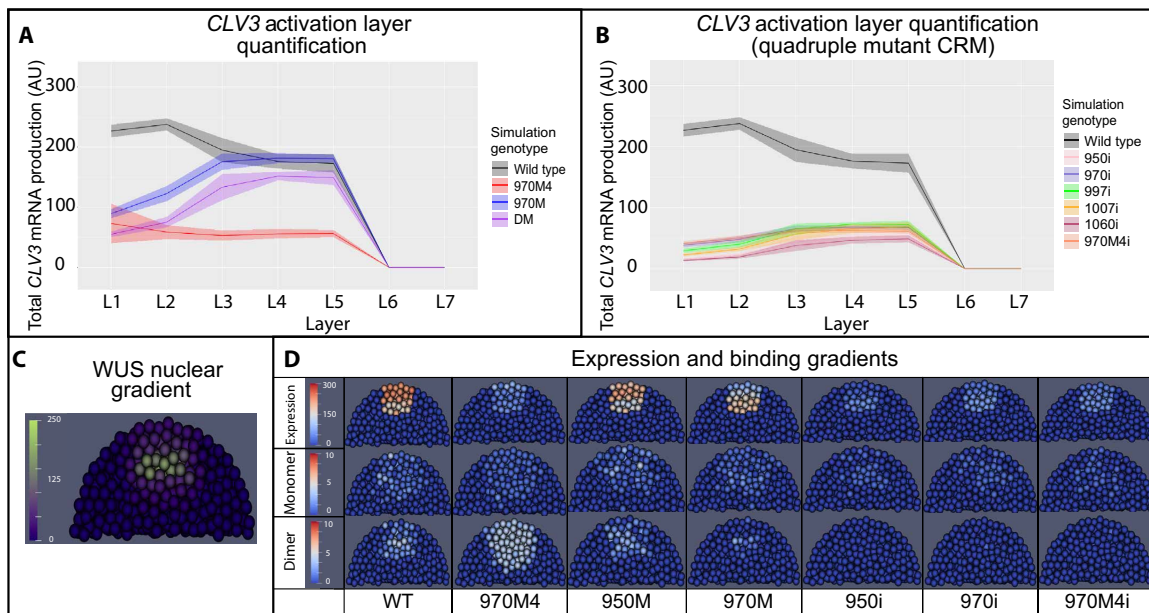 A
CLV3 activation layer
quantification
Total CLV3 mRNA production (AU)
300
200
100
0
L1 L2 L3 L4 L5 L6 L7
Layer
Simulation
genotype
Wild type
970M4
970M
DM
B
CLV3 activation layer quantification
(quadruple mutant CRM)
Total CLV3 mRNA production (AU)
300
200
100
0
L1 L2 L3 L4 L5 L6 L7
Layer
Simulation
genotype
Wild type
950i
970i
997i
1007i
1060i
970M4i
C
WUS nuclear
gradient
250
125
0
D
Expression and binding gradients
Expression
300
150
0
Monomer
10
5
0
Dimer
10
5
0
WT 970M4 950M 970M 950i 970i 970M4i